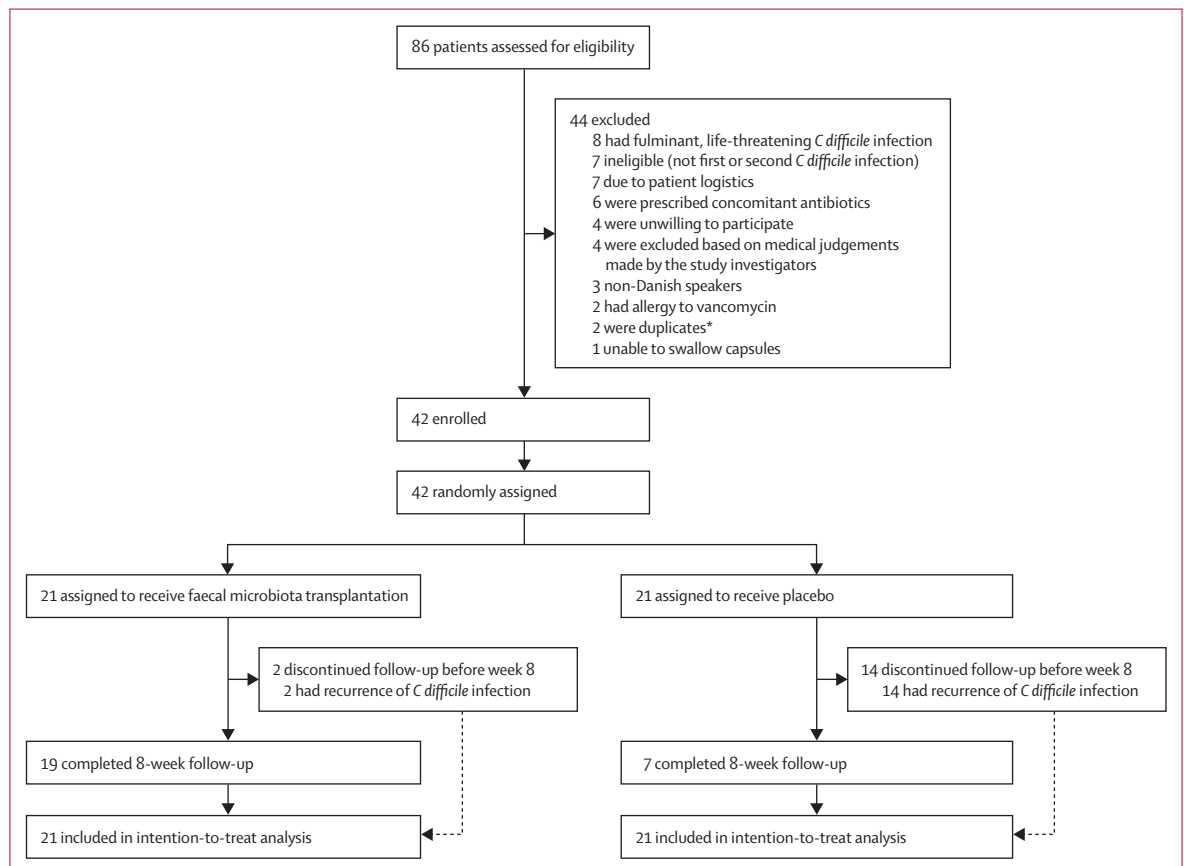 86 patients assessed for eligibility
44 excluded
8 had fulminant, life-threatening C difficile infection
7 ineligible (not first or second C difficile infection)
7 due to patient logistics
6 were prescribed concomitant antibiotics
4 were unwilling to participate
4 were excluded based on medical judgements
made by the study investigators
3 non-Danish speakers
2 had allergy to vancomycin
2 were duplicates*
1 unable to swallow capsules
42 enrolled
42 randomly assigned
21 assigned to receive faecal microbiota transplantation
21 assigned to receive placebo
2 discontinued follow-up before week 8
2 had recurrence of C difficile infection
14 discontinued follow-up before week 8
14 had recurrence of C difficile infection
19 completed 8-week follow-up
7 completed 8-week follow-up
21 included in intention-to-treat analysis
21 included in intention-to-treat analysis